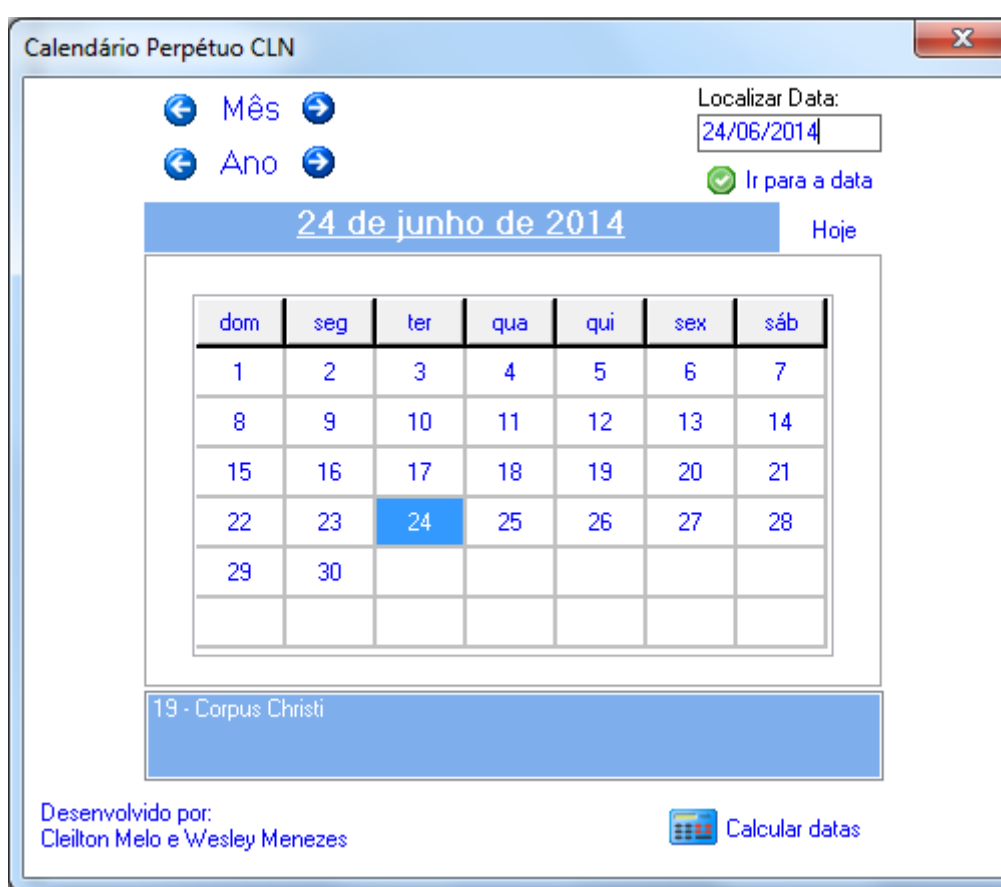 Calendário Perpétuo CLN
Mês
Localizar Data:
24/06/2014
Ano
Ir para a data
24 de junho de 2014
Hoje
dom seg ter qua qui sex sáb
1 2 3 4 5 6 7
8 9 10 11 12 13 14
15 16 17 18 19 20 21
22 23 24 25 26 27 28
29 30
19 - Corpus Christi
Desenvolvido por:
Cleilton Melo e Wesley Menezes
Calcular datas